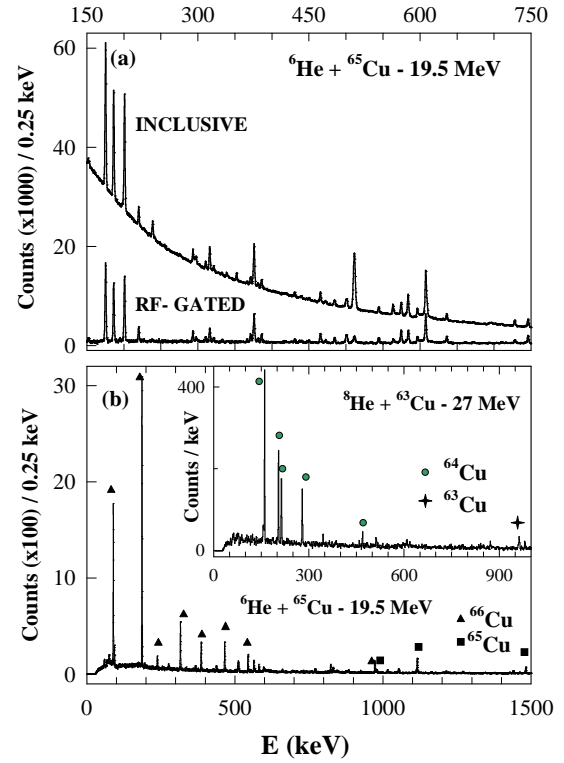 150 300 450 600 750
60
(a)
⁶He + ⁶⁵Cu - 19.5 MeV
INCLUSIVE
40
20
RF- GATED
0
Counts (x1000) / 0.25 keV
30
(b)
400
⁸He + ⁶³Cu - 27 MeV
Counts / keV
⁶⁴Cu
⁶³Cu
0
0 300 600 900
20
10
⁶He + ⁶⁵Cu - 19.5 MeV
⁶⁶Cu
⁶⁵Cu
0
Counts (x100) / 0.25 keV
0 500 1000 1500
E (keV)